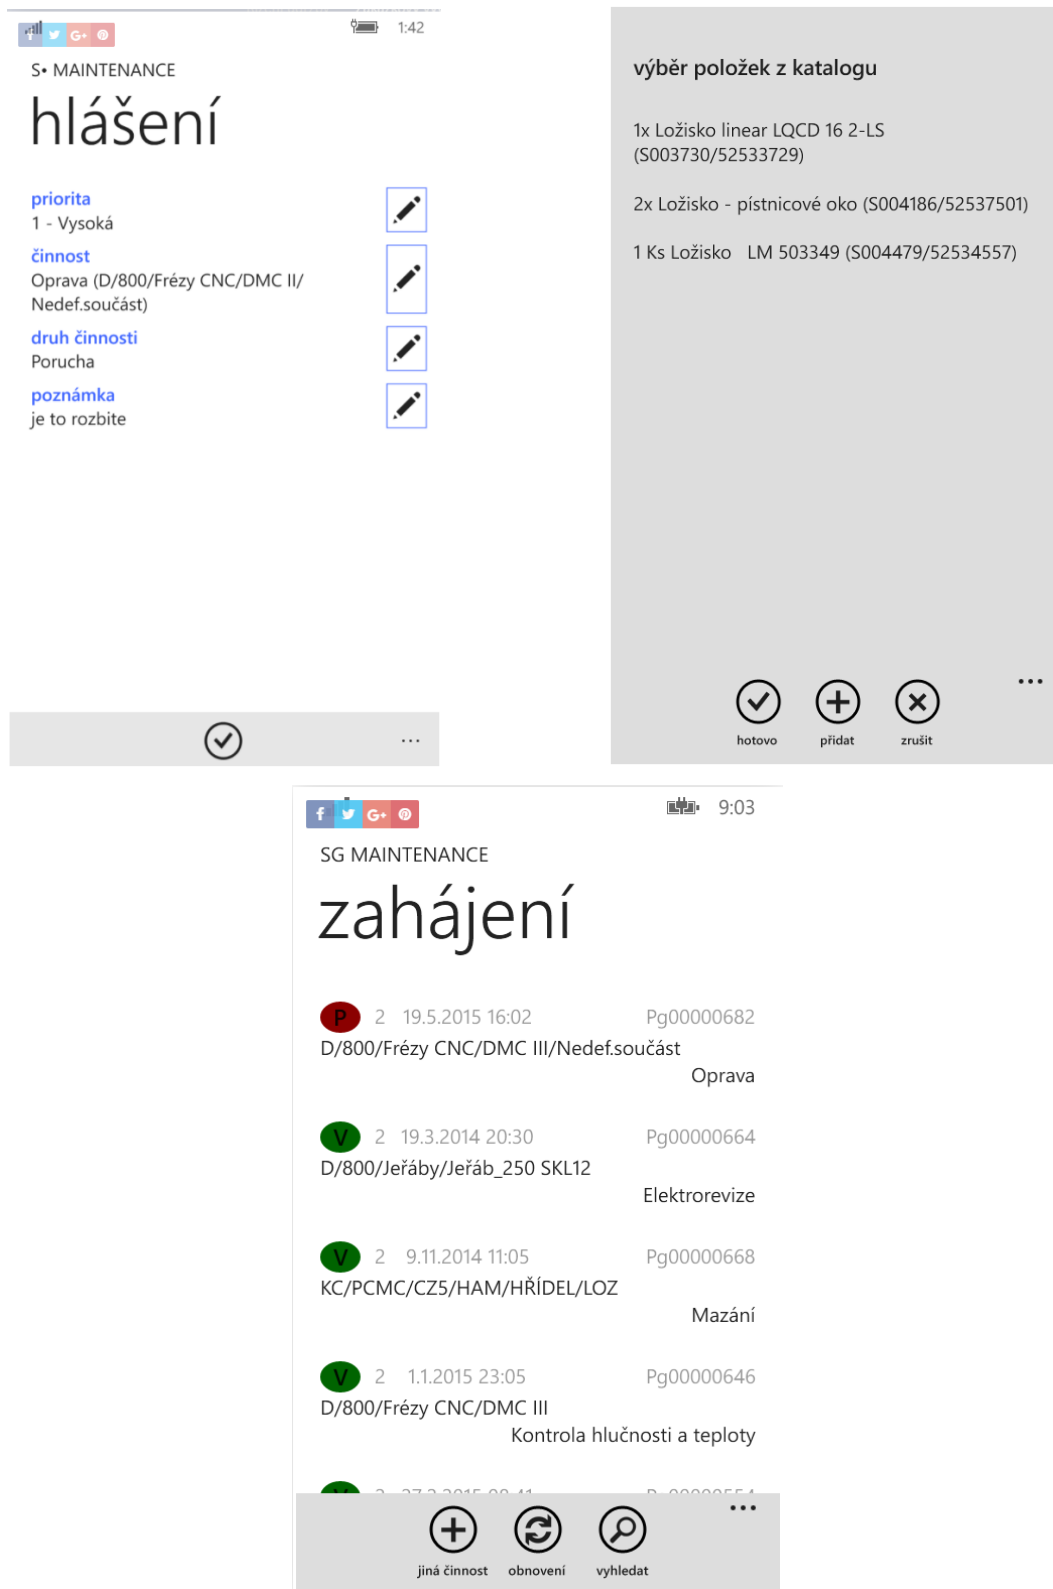 1:42
S• MAINTENANCE
hlášení
priorita
1 - Vysoká
činnost
Oprava (D/800/Frézy CNC/DMC II/
Nedef.součást)
druh činnosti
Porucha
poznámka
je to rozbite
...
výběr položek z katalogu
1x Ložisko linear LQCD 16 2-LS
(S003730/52533729)
2x Ložisko - pístnicové oko (S004186/52537501)
1 Ks Ložisko LM 503349 (S004479/52534557)
...
hotovo přidat zrušit
f G+
9:03
SG MAINTENANCE
zahájení
P 2 19.5.2015 16:02 Pg00000682
D/800/Frézy CNC/DMC III/Nedef.součást
Oprava
V 2 19.3.2014 20:30 Pg00000664
D/800/Jeřáby/Jeřáb_250 SKL12
Elektrorevize
V 2 9.11.2014 11:05 Pg00000668
KC/PCMC/CZ5/HAM/HŘÍDEL/LOZ
Mazání
V 2 1.1.2015 23:05 Pg00000646
D/800/Frézy CNC/DMC III
Kontrola hlučnosti a teploty
...
jiná činnost obnovení vyhledat